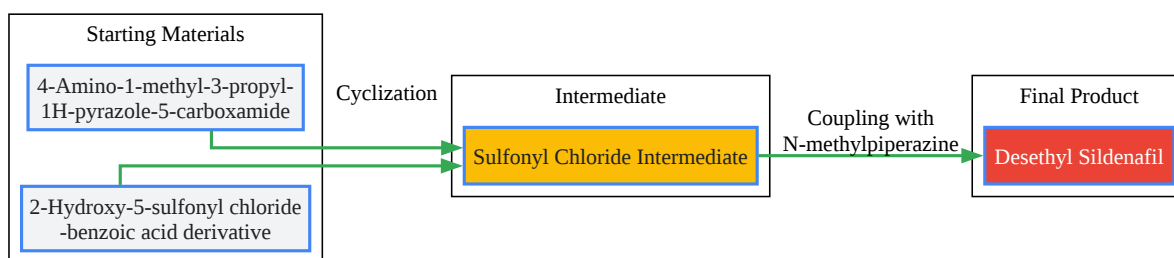 Starting Materials
4-Amino-1-methyl-3-propyl-
1H-pyrazole-5-carboxamide
2-Hydroxy-5-sulfonyl chloride
-benzoic acid derivative
Cyclization
Intermediate
Sulfonyl Chloride Intermediate
Coupling with
N-methylpiperazine
Final Product
Desethyl Sildenafil